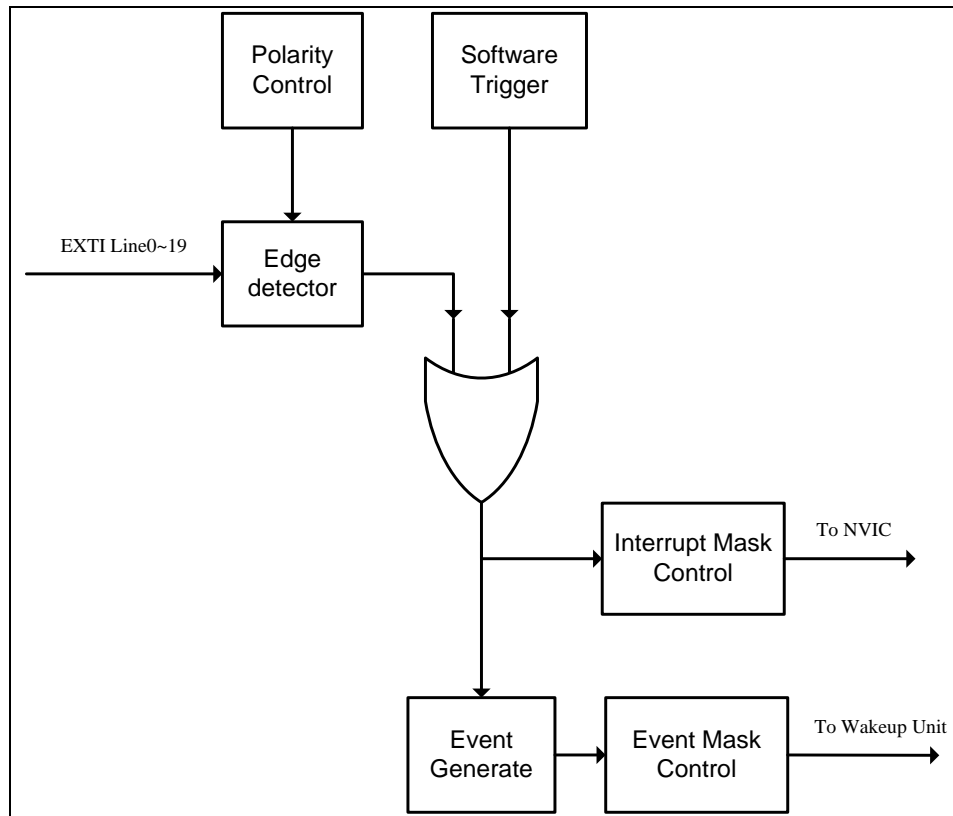 Polarity
Control
Software
Trigger
EXTI Line0~19
Edge
detector
Interrupt Mask
Control
To NVIC
Event
Generate
Event Mask
Control
To Wakeup Unit